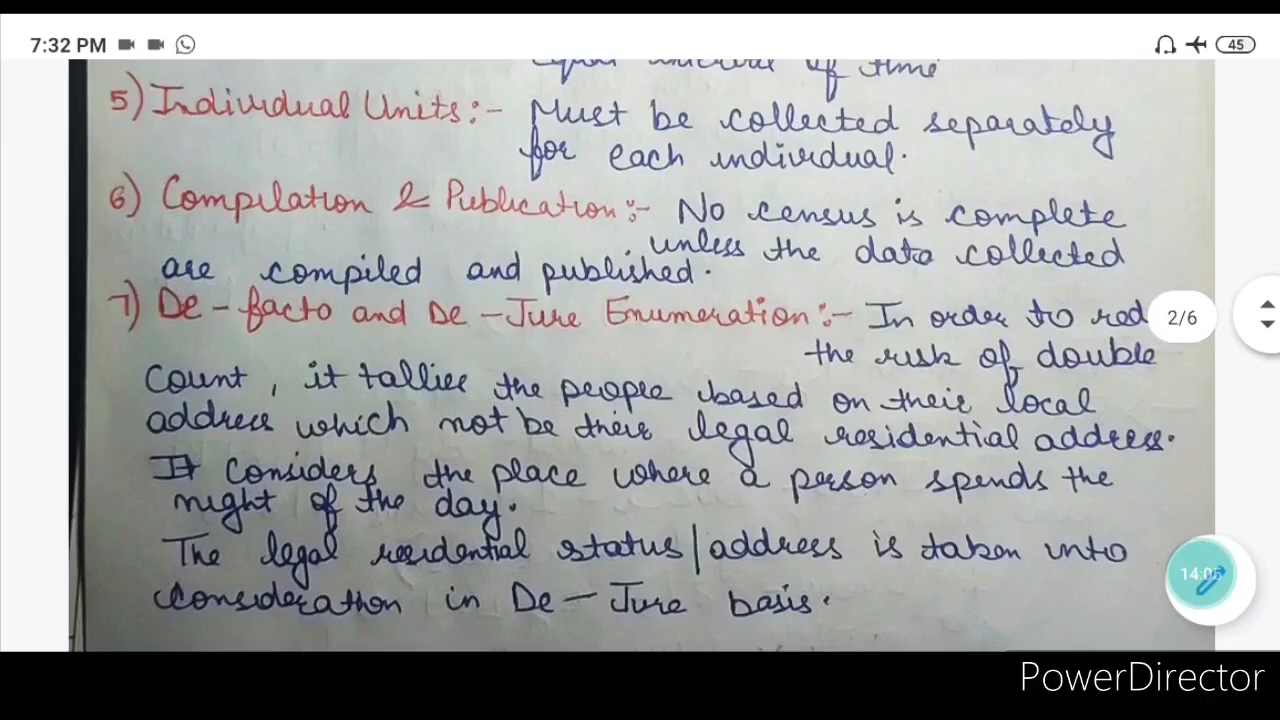 7:32 PM
45
of time
5) Individual Units :- Must be collected separately
for each individual.
6) Compilation & Publication :- No census is complete
unless the data collected
are compiled and published.
7) De-facto and De-Jure Enumeration :- In order to red
2/6
the risk of double
count, it tallies the people based on their local
address which not be their legal residential address.
It considers the place where a person spends the
night of the day.
The legal residential status/address is taken into
consideration in De-Jure basis.
14:05
PowerDirector